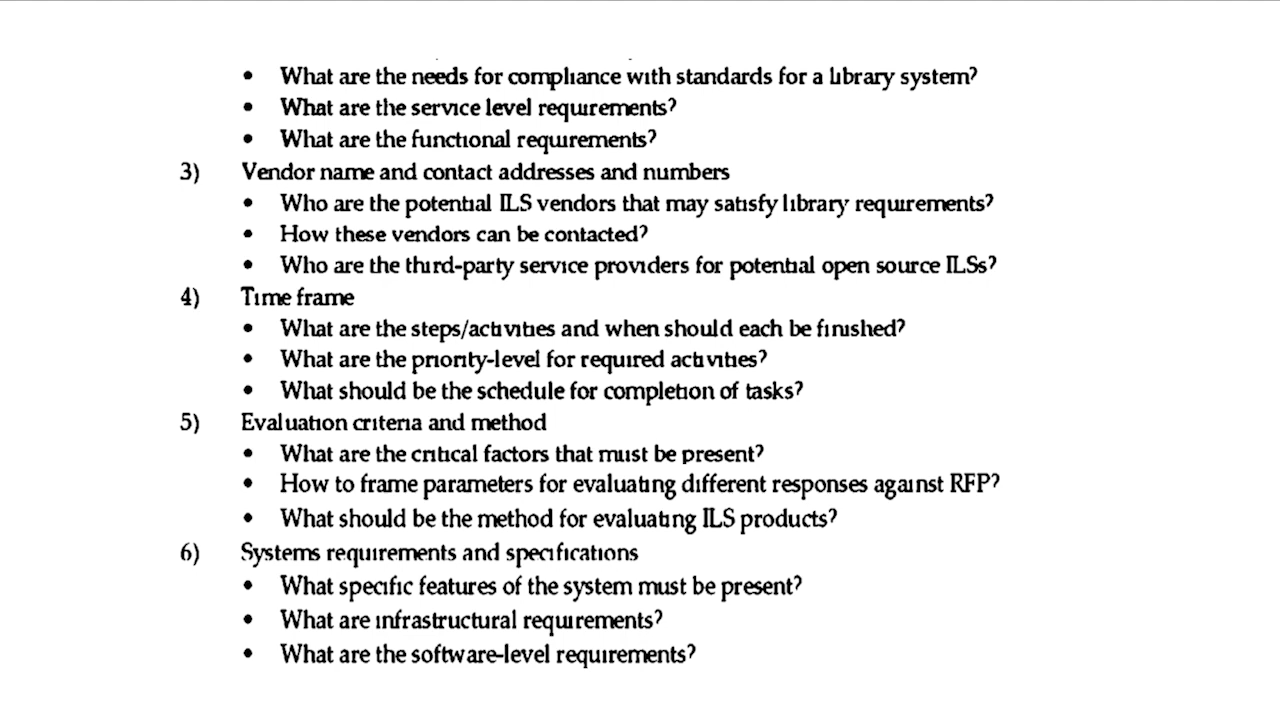 • What are the needs for compliance with standards for a library system?
• What are the service level requirements?
• What are the functional requirements?
3) Vendor name and contact addresses and numbers
• Who are the potential ILS vendors that may satisfy library requirements?
• How these vendors can be contacted?
• Who are the third-party service providers for potential open source ILSs?
4) Time frame
• What are the steps/activities and when should each be finished?
• What are the priority-level for required activities?
• What should be the schedule for completion of tasks?
5) Evaluation criteria and method
• What are the critical factors that must be present?
• How to frame parameters for evaluating different responses against RFP?
• What should be the method for evaluating ILS products?
6) Systems requirements and specifications
• What specific features of the system must be present?
• What are infrastructural requirements?
• What are the software-level requirements?